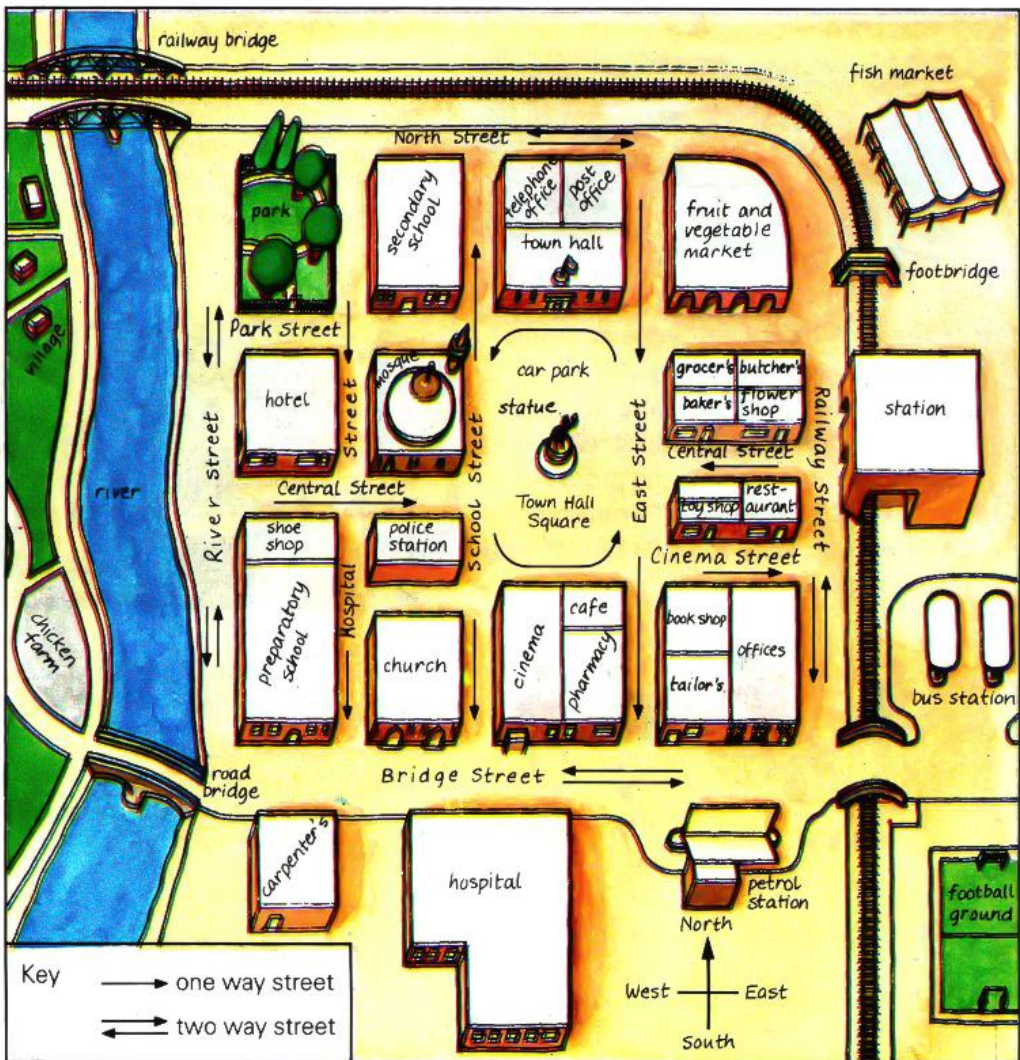 railway bridge
fish market
North Street
telephone office
post office
secondary school
park
town hall
fruit and
vegetable
market
footbridge
Park Street
village
mosque
car park
grocer's
butcher's
baker's
flower
shop
hotel
statue
station
Street
School Street
East Street
Railway Street
River street
river
Central Street
Central Street
Town Hall
Square
toy shop
rest-
aurant
shoe
shop
police
station
Cinema Street
Hospital
preparatory
school
church
cinema
cafe
pharmacy
book shop
offices
tailor's
chicken
farm
bus station
road
bridge
Bridge Street
carpenter's
hospital
petrol
station
football
ground
North
West
East
South
Key
one way street
two way street